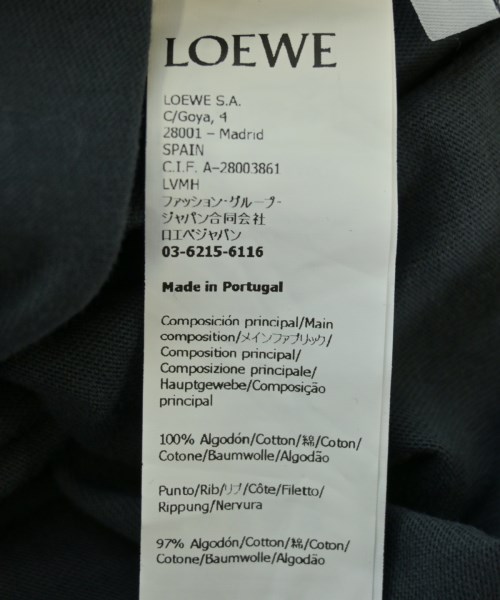 LOEWE
LOEWE S.A.
C/Goya, 4
28001 – Madrid
SPAIN
C.I.F. A–28003861
LVMH
ファッション・グループ・
ジャパン合同会社
ロエベジャパン
03-6215-6116
Made in Portugal
Composición principal/Main
composition/メインファブリック/
Composition principal/
Composizione principale/
Hauptgewebe/Composição
principal
100% Algodón/Cotton/綿/Coton/
Cotone/Baumwolle/Algodão
Punto/Rib/リブ/Côte/Filetto/
Rippung/Nervura
97% Algodón/Cotton/綿/Coton/
Cotone/Baumwolle/Algodão